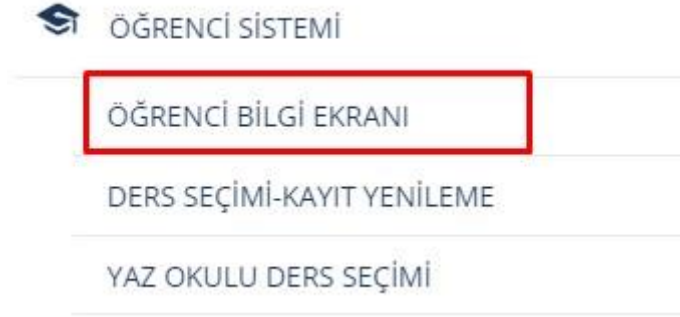 ÖĞRENCİ SİSTEMİ
ÖĞRENCİ BİLGİ EKRANI
DERS SEÇİMİ-KAYIT YENİLEME
YAZ OKULU DERS SEÇİMİ